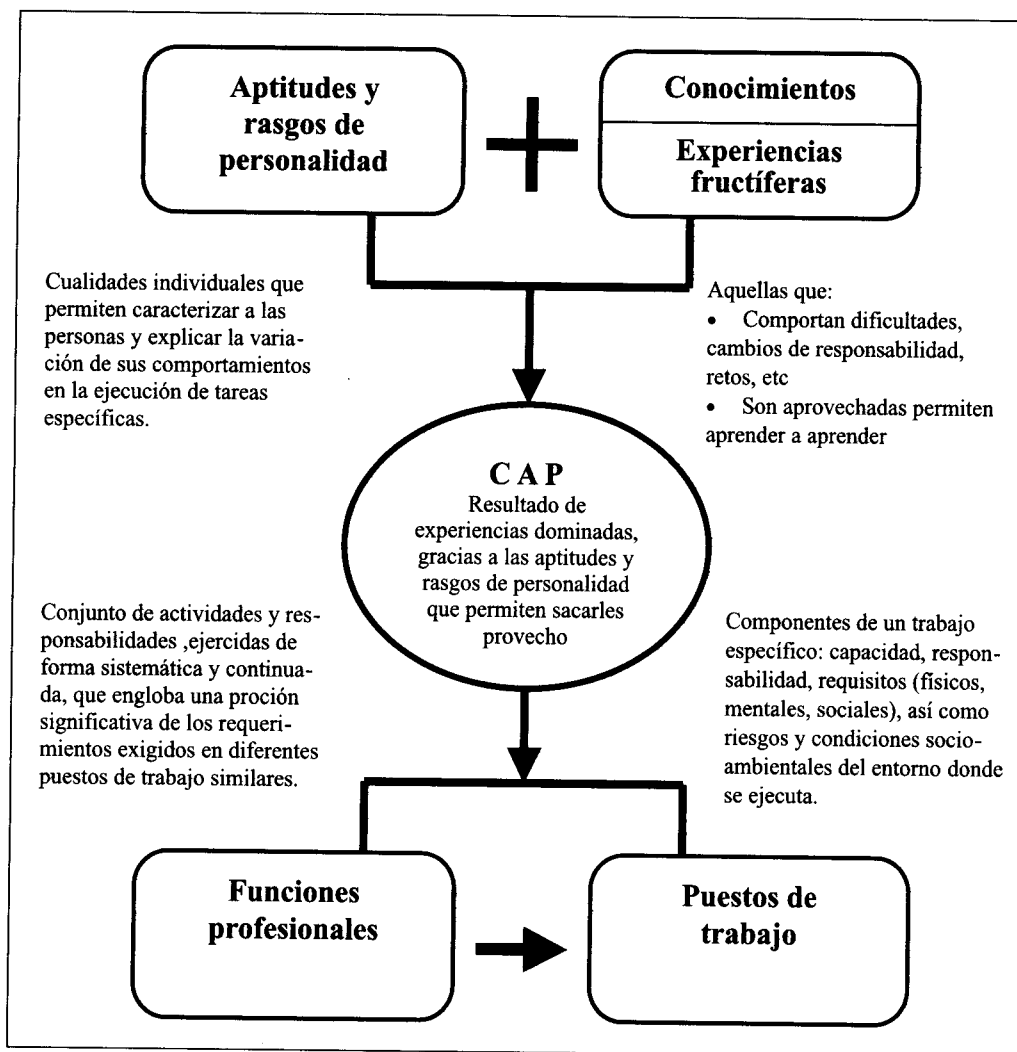 Aptitudes y
rasgos de
personalidad
Conocimientos
Experiencias
fructíferas
Cualidades individuales que
permiten caracterizar a las
personas y explicar la varia-
ción de sus comportamientos
en la ejecución de tareas
específicas.
Aquellas que:
• Comportan dificultades,
cambios de responsabilidad,
retos, etc
• Son aprovechadas permiten
aprender a aprender
C A P
Resultado de
experiencias dominadas,
gracias a las aptitudes y
rasgos de personalidad
que permiten sacarles
provecho
Conjunto de actividades y res-
ponsabilidades ,ejercidas de
forma sistemática y continua-
da, que engloba una proción
significativa de los requeri-
mientos exigidos en diferentes
puestos de trabajo similares.
Componentes de un trabajo
específico: capacidad, respon-
sabilidad, requisitos (físicos,
mentales, sociales), así como
riesgos y condiciones socio-
ambientales del entorno donde
se ejecuta.
Funciones
profesionales
Puestos de
trabajo